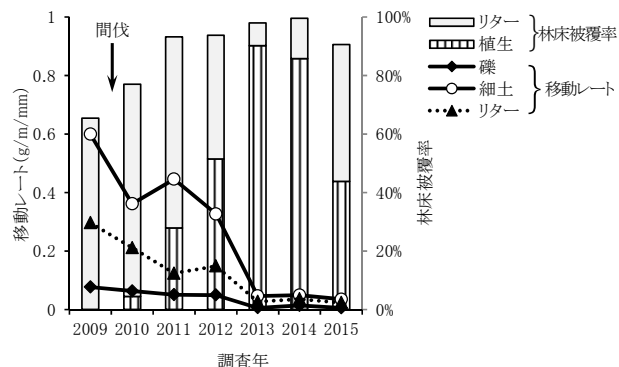 間伐
リター
植生
林床被覆率
礫
細土
リター
移動レート
移動レート(g/m/mm)
1
0.8
0.6
0.4
0.2
0
100%
80%
60%
40%
20%
0%
林床被覆率
2009 2010 2011 2012 2013 2014 2015
調査年